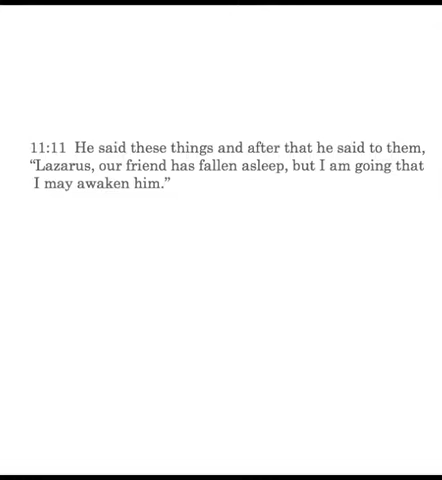 11:11 He said these things and after that he said to them,
“Lazarus, our friend has fallen asleep, but I am going that
I may awaken him.”